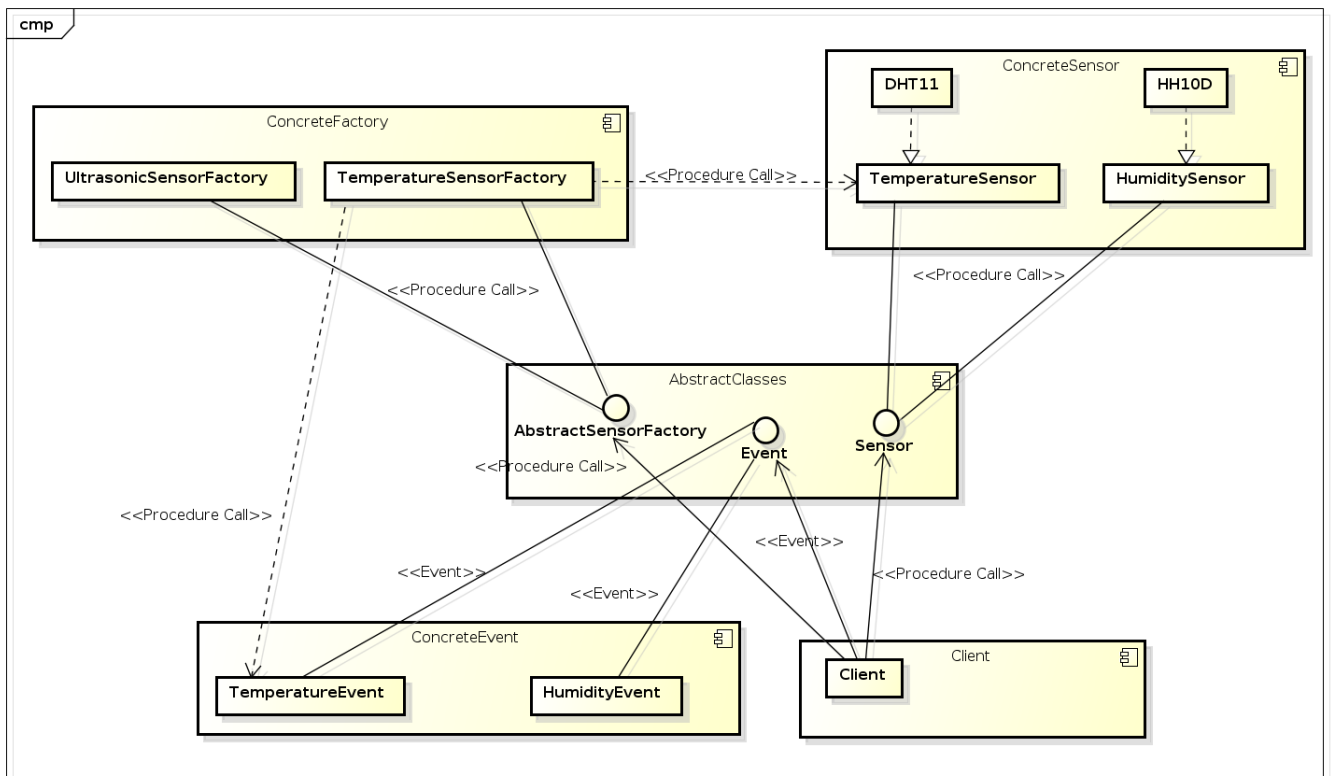 cmp
ConcreteSensor
DHT11
HH10D
ConcreteFactory
UltrasonicSensorFactory
TemperatureSensorFactory
<<Procedure Call>>
TemperatureSensor
HumiditySensor
<<Procedure Call>>
<<Procedure Call>>
AbstractClasses
AbstractSensorFactory
Event
Sensor
<<Procedure Call>>
<<Procedure Call>>
<<Event>>
<<Event>>
<<Procedure Call>>
<<Event>>
ConcreteEvent
TemperatureEvent
HumidityEvent
Client
Client